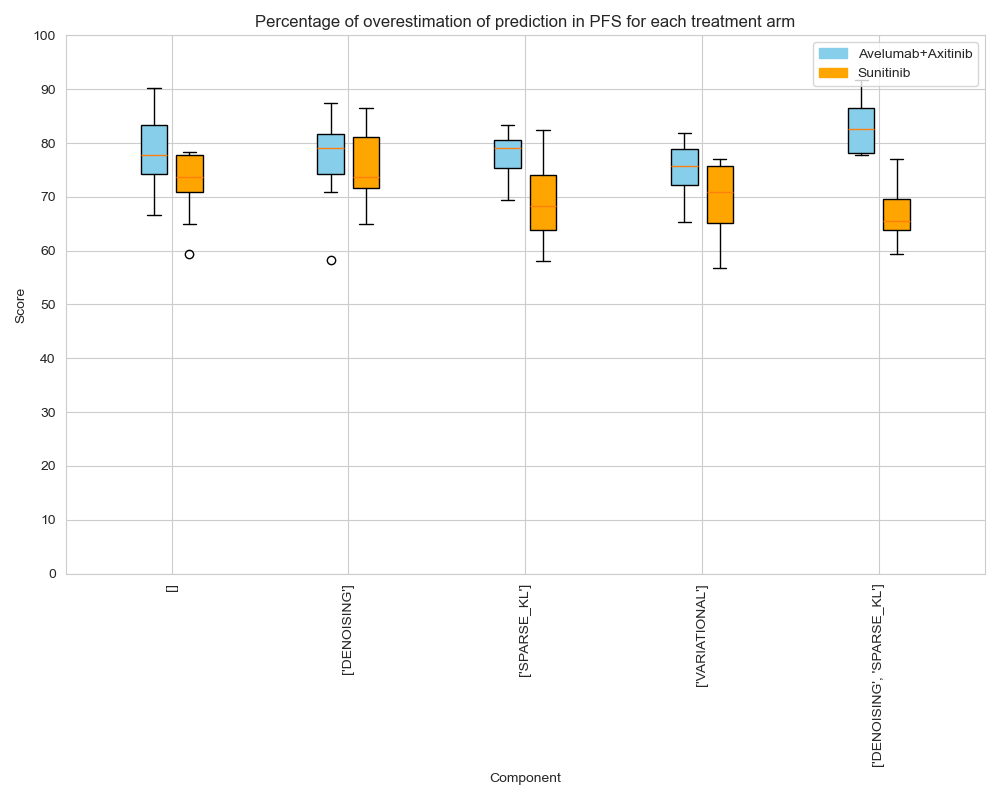 Percentage of overestimation of prediction in PFS for each treatment arm
Avelumab+Axitinib
Sunitinib
100
90
80
70
60
50
40
30
20
10
0
Score
[]
['DENOISING']
['SPARSE_KL']
['VARIATIONAL']
['DENOISING', 'SPARSE_KL']
Component